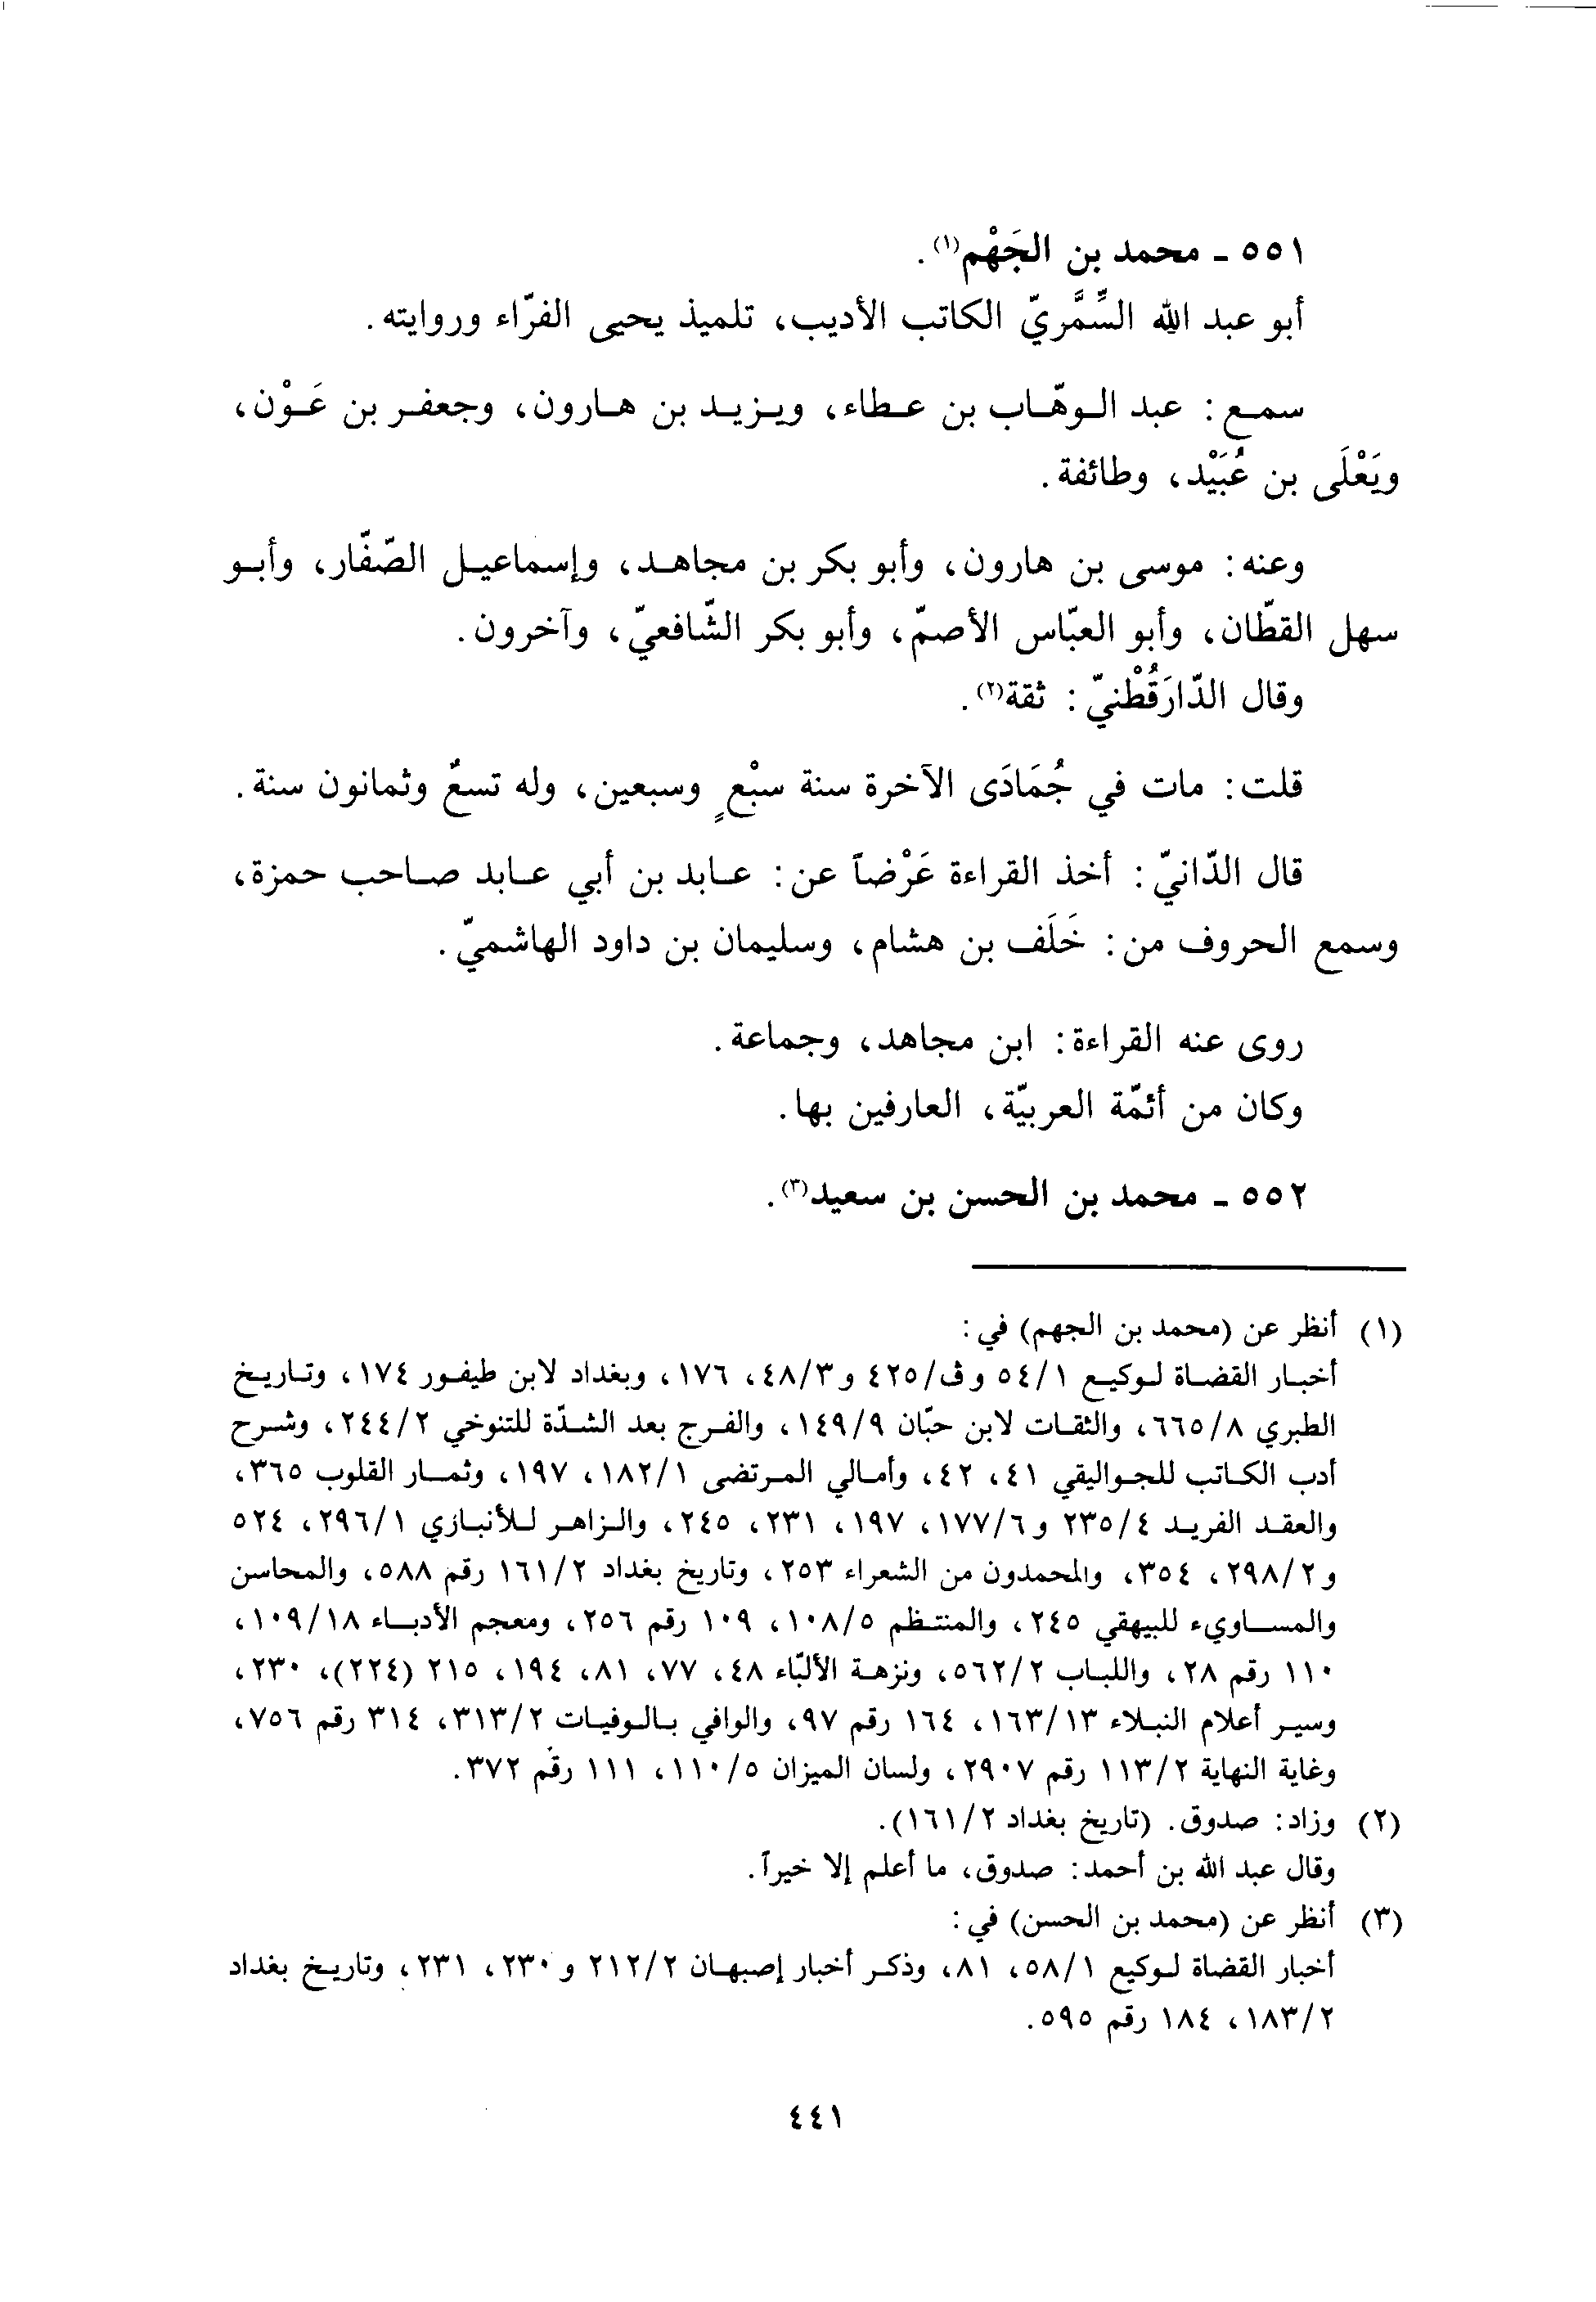 ٥٥١ - محمد بن الجَهْم(١).
أبو عبد الله السِّمَّريّ الكاتب الأديب، تلميذ يحيى الفرّاء وروايته.
سمع: عبد الوهّاب بن عطاء، ويزيد بن هارون، وجعفر بن عَوْن،
ويَعْلَى بن عُبَيْد، وطائفة.
وعنه: موسى بن هارون، وأبو بكر بن مجاهد، وإسماعيل الصّفّار، وأبو
سهل القطّان، وأبو العبّاس الأصمّ، وأبو بكر الشّافعيّ، وآخرون.
وقال الدّارَقُطْنيّ: ثقة(٢).
قلت: مات في جُمَادَى الآخرة سنة سبْعٍ وسبعين، وله تسعٌ وثمانون سنة.
قال الدّانيّ: أخذ القراءة عَرْضاً عن: عابد بن أبي عابد صاحب حمزة،
وسمع الحروف من: خَلَف بن هشام، وسليمان بن داود الهاشميّ.
روى عنه القراءة: ابن مجاهد، وجماعة.
وكان من أئمّة العربيّة، العارفين بها.
٥٥٢ - محمد بن الحسن بن سعيد(٣).
(١) أنظر عن (محمد بن الجهم) في:
أخبار القضاة لوكيع ٥٤/١ وڤ/٤٢٥ و٤٨/٣، ١٧٦، وبغداد لابن طيفور ١٧٤، وتاريخ
الطبري ٦٦٥/٨، والثقات لابن حبّان ١٤٩/٩، والفرج بعد الشدّة للتنوخي ٢٤٤/٢، وشرح
أدب الكاتب للجواليقي ٤١، ٤٢، وأمالي المرتضى ١٨٢/١، ١٩٧، وثمار القلوب ٣٦٥،
والعقد الفريد ٢٣٥/٤ و١٧٧/٦، ١٩٧، ٢٣١، ٢٤٥، والزاهر للأنباري ٢٩٦/١، ٥٢٤
و٢٩٨/٢، ٣٥٤، والمحمدون من الشعراء ٢٥٣، وتاريخ بغداد ١٦١/٢ رقم ٥٨٨، والمحاسن
والمساويء للبيهقي ٢٤٥، والمنتظم ١٠٨/٥، ١٠٩ رقم ٢٥٦، ومعجم الأدباء ١٠٩/١٨،
١١٠ رقم ٢٨، واللباب ٥٦٢/٢، ونزهة الألبّاء ٤٨، ٧٧، ٨١، ١٩٤، ٢١٥ (٢٢٤)، ٢٣٠،
وسير أعلام النبلاء ١٦٣/١٣، ١٦٤ رقم ٩٧، والوافي بالوفيات ٣١٣/٢، ٣١٤ رقم ٧٥٦،
وغاية النهاية ١١٣/٢ رقم ٢٩٠٧، ولسان الميزان ١١٠/٥، ١١١ رقم ٣٧٢.
(٢) وزاد: صدوق. (تاريخ بغداد ١٦١/٢).
وقال عبد الله بن أحمد: صدوق، ما أعلم إلا خيراً.
(٣) أنظر عن (محمد بن الحسن) في:
أخبار القضاة لوكيع ٥٨/١، ٨١، وذكر أخبار إصبهان ٢١٢/٢ و٢٣٠، ٢٣١، وتاريخ بغداد
١٨٣/٢، ١٨٤ رقم ٥٩٥.
٤٤١